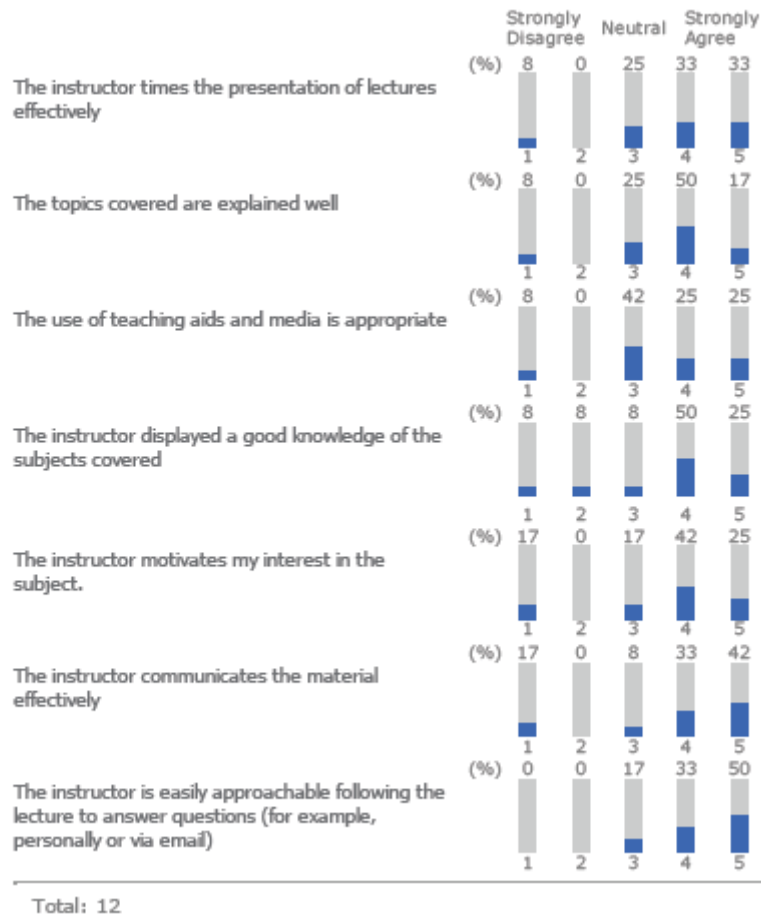 Strongly Disagree Neutral Strongly Agree
(%) 8 0 25 33 33
The instructor times the presentation of lectures
effectively
1 2 3 4 5
(%) 8 0 25 50 17
The topics covered are explained well
1 2 3 4 5
(%) 8 0 42 25 25
The use of teaching aids and media is appropriate
1 2 3 4 5
(%) 8 8 8 50 25
The instructor displayed a good knowledge of the
subjects covered
1 2 3 4 5
(%) 17 0 17 42 25
The instructor motivates my interest in the
subject.
1 2 3 4 5
(%) 17 0 8 33 42
The instructor communicates the material
effectively
1 2 3 4 5
(%) 0 0 17 33 50
The instructor is easily approachable following the
lecture to answer questions (for example,
personally or via email)
1 2 3 4 5
Total: 12